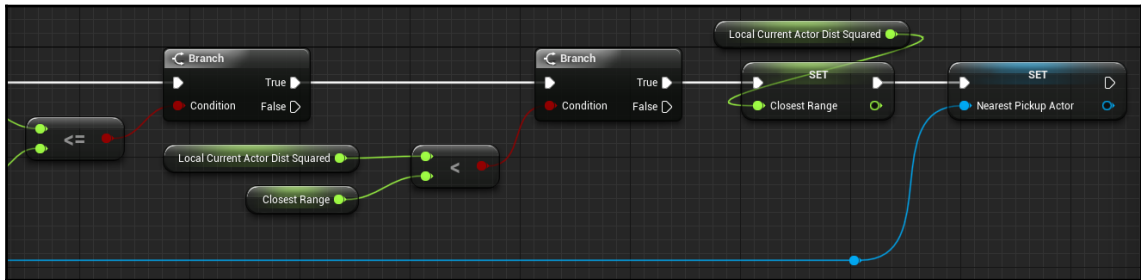 Local Current Actor Dist Squared
Branch
Branch
SET
SET
True
True
Condition
False
Condition
False
Closest Range
Nearest Pickup Actor
<=
Local Current Actor Dist Squared
<
Closest Range